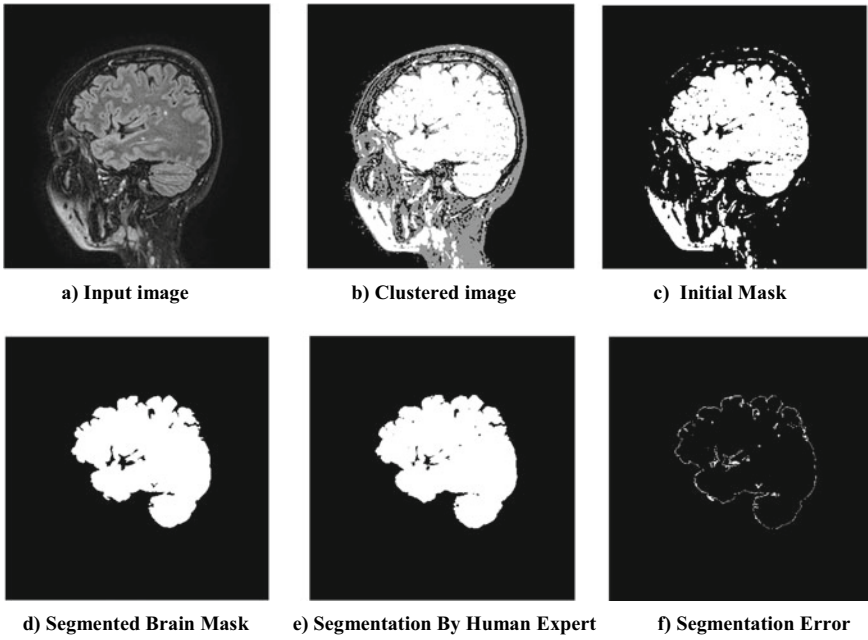 a) Input image
b) Clustered image
c) Initial Mask
d) Segmented Brain Mask
e) Segmentation By Human Expert
f) Segmentation Error